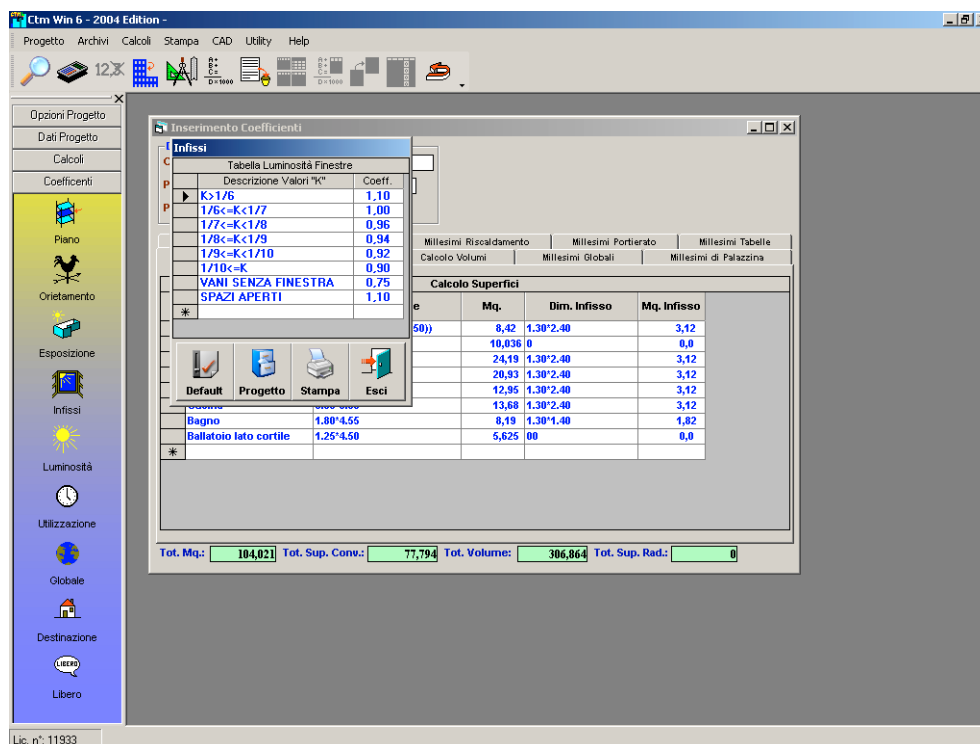 Ctm Win 6 - 2004 Edition -
Progetto Archivi Calcoli Stampa CAD Utility Help
Opzioni Progetto
Dati Progetto
Calcoli
Coefficenti
Piano
Orietamento
Esposizione
Infissi
Luminosità
Utilizzazione
Globale
Destinazione
Libero
Inserimento Coefficienti
Infissi
Tabella Luminosità Finestre
Descrizione Valori "K" Coeff.
K>1/6 1,10
1/6<=K<1/7 1,00
1/7<=K<1/8 0,96
1/8<=K<1/9 0,94
1/9<=K<1/10 0,92
1/10<=K 0,90
VANI SENZA FINESTRA 0,75
SPAZI APERTI 1,10
Default Progetto Stampa Esci
Millesimi Riscaldamento Millesimi Portierato Millesimi Tabelle
Calcolo Volumi Millesimi Globali Millesimi di Palazzina
Calcolo Superfici
Mq. Dim. Infisso Mq. Infisso
50)) 8,42 1.30*2.40 3,12
10,036 0 0,0
24,19 1.30*2.40 3,12
20,93 1.30*2.40 3,12
12,95 1.30*2.40 3,12
13,68 1.30*2.40 3,12
Bagno 1.80*4.55 8,19 1.30*1.40 1,82
Ballatoio lato cortile 1.25*4.50 5,625 00 0,0
Tot. Mq.: 104,021 Tot. Sup. Conv.: 77,794 Tot. Volume: 306,864 Tot. Sup. Rad.: 0
Lic. n°: 11933